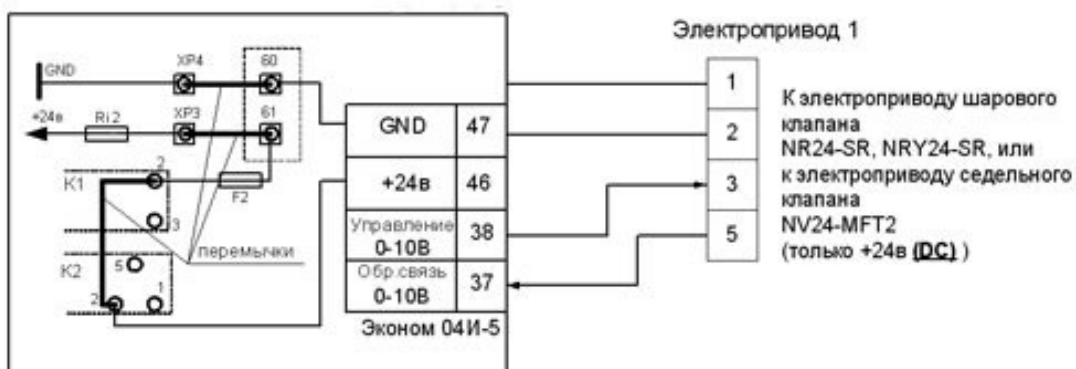 Электропривод 1
GND
XP4
60
+24в
Ri2
XP3
61
GND 47
+24в 46
Управление
0-10В
38
Обр.связь
0-10В
37
Эконом 04И-5
K1
2
3
F2
перемычки
K2
5
2
1
1
2
3
5
К электроприводу шарового
клапана
NR24-SR, NRY24-SR, или
к электроприводу седельного
клапана
NV24-MFT2
(только +24в (DC) )